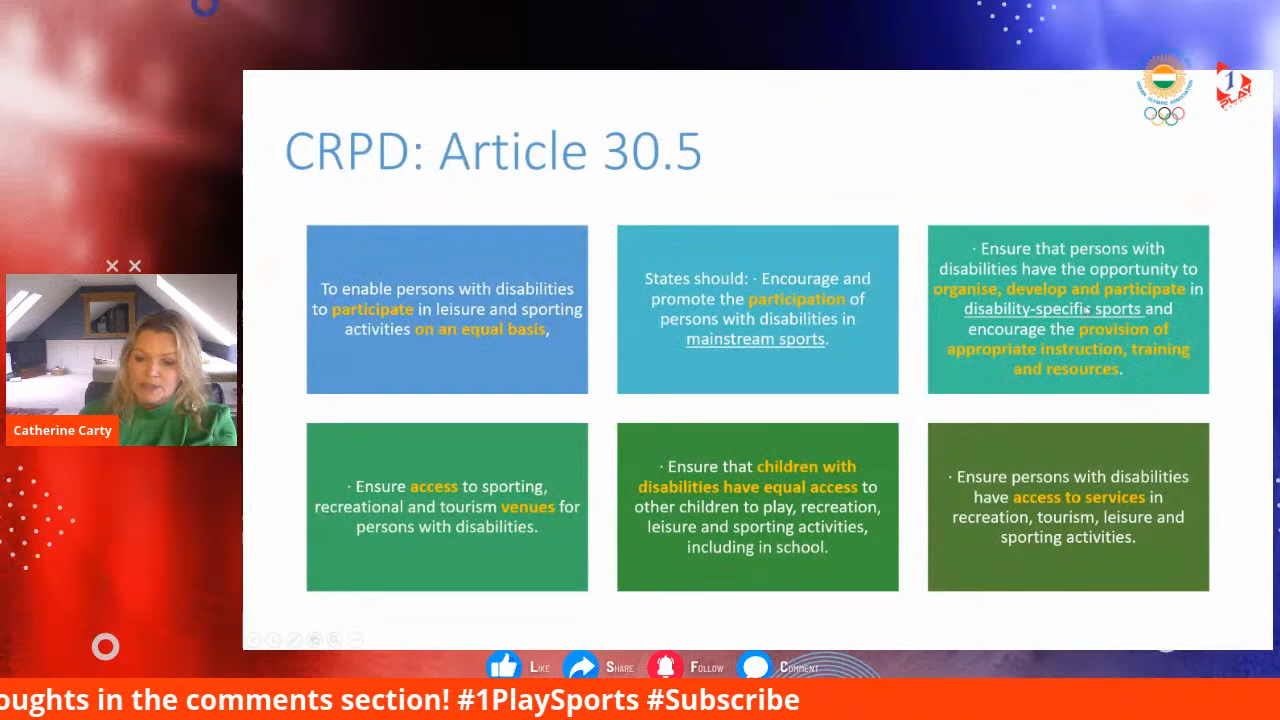 CRPD: Article 30.5
To enable persons with disabilities
to participate in leisure and sporting
activities on an equal basis,
States should: · Encourage and
promote the participation of
persons with disabilities in
mainstream sports.
· Ensure that persons with
disabilities have the opportunity to
organise, develop and participate in
disability-specific sports and
encourage the provision of
appropriate instruction, training
and resources.
· Ensure access to sporting,
recreational and tourism venues for
persons with disabilities.
· Ensure that children with
disabilities have equal access to
other children to play, recreation,
leisure and sporting activities,
including in school.
· Ensure persons with disabilities
have access to services in
recreation, tourism, leisure and
sporting activities.
Catherine Carty
1
PLAY
LIKE
SHARE
FOLLOW
COMMENT
oughts in the comments section! #1PlaySports #Subscribe